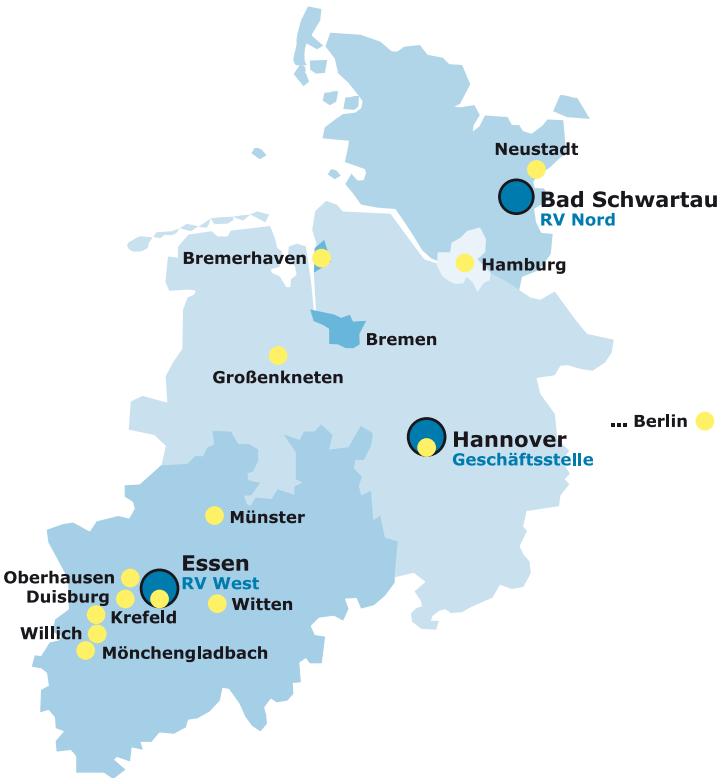 Neustadt
Bad Schwartau
RV Nord
Bremerhaven
Hamburg
Bremen
Großenkneten
... Berlin
Hannover
Geschäftsstelle
Münster
Essen
RV West
Oberhausen
Duisburg
Witten
Krefeld
Willich
Mönchengladbach